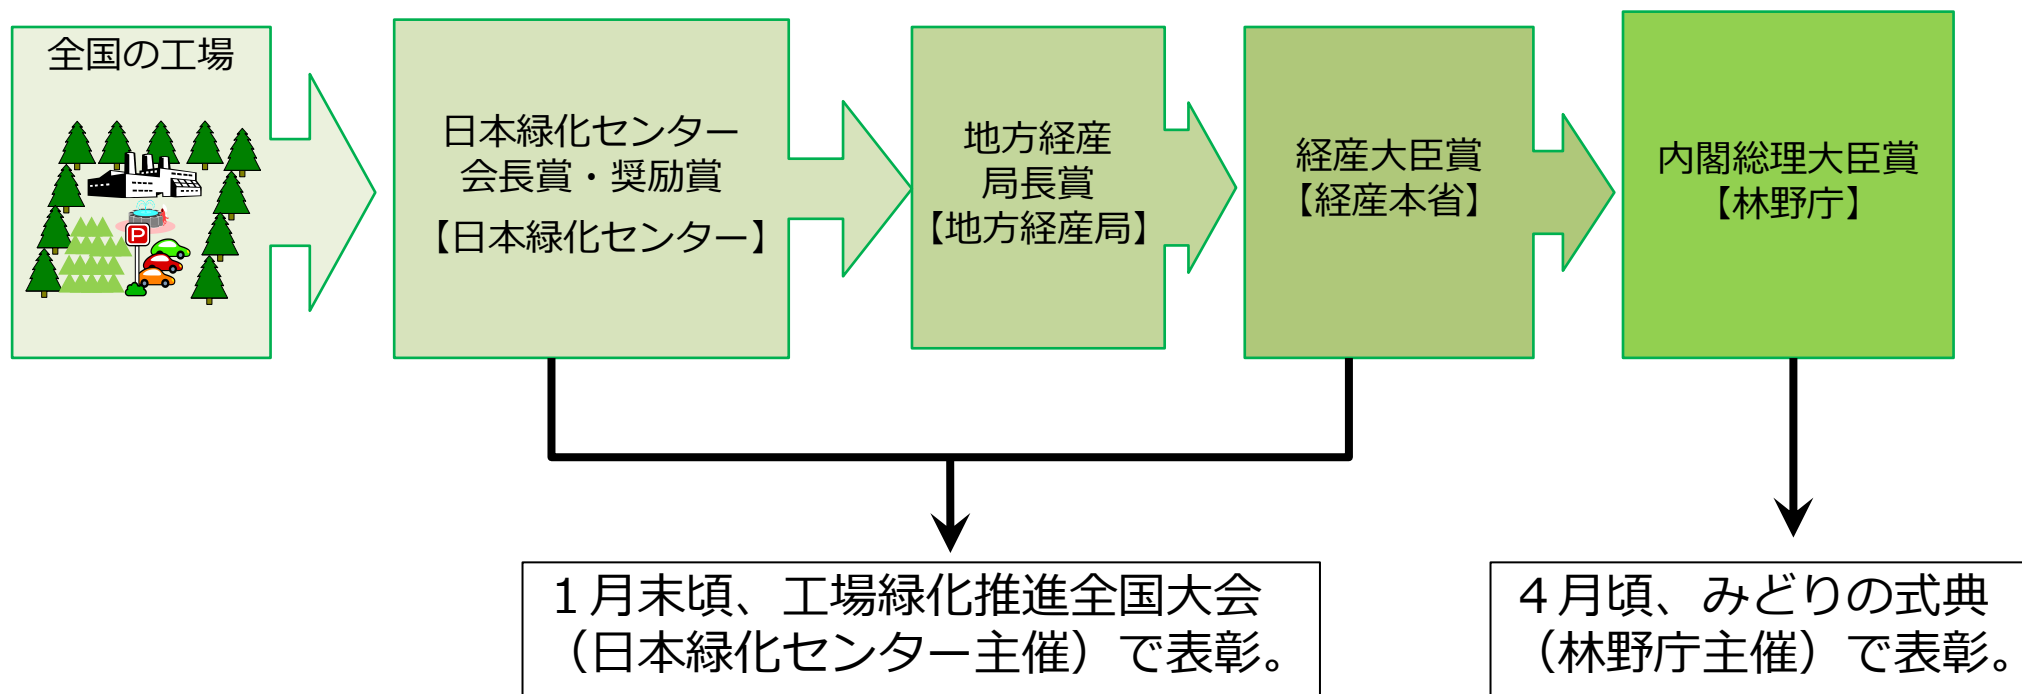 全国の工場
P
日本緑化センター
会長賞・奨励賞
【日本緑化センター】
地方経産
局長賞
【地方経産局】
経産大臣賞
【経産本省】
内閣総理大臣賞
【林野庁】
１月末頃、工場緑化推進全国大会
（日本緑化センター主催）で表彰。
４月頃、みどりの式典
（林野庁主催）で表彰。